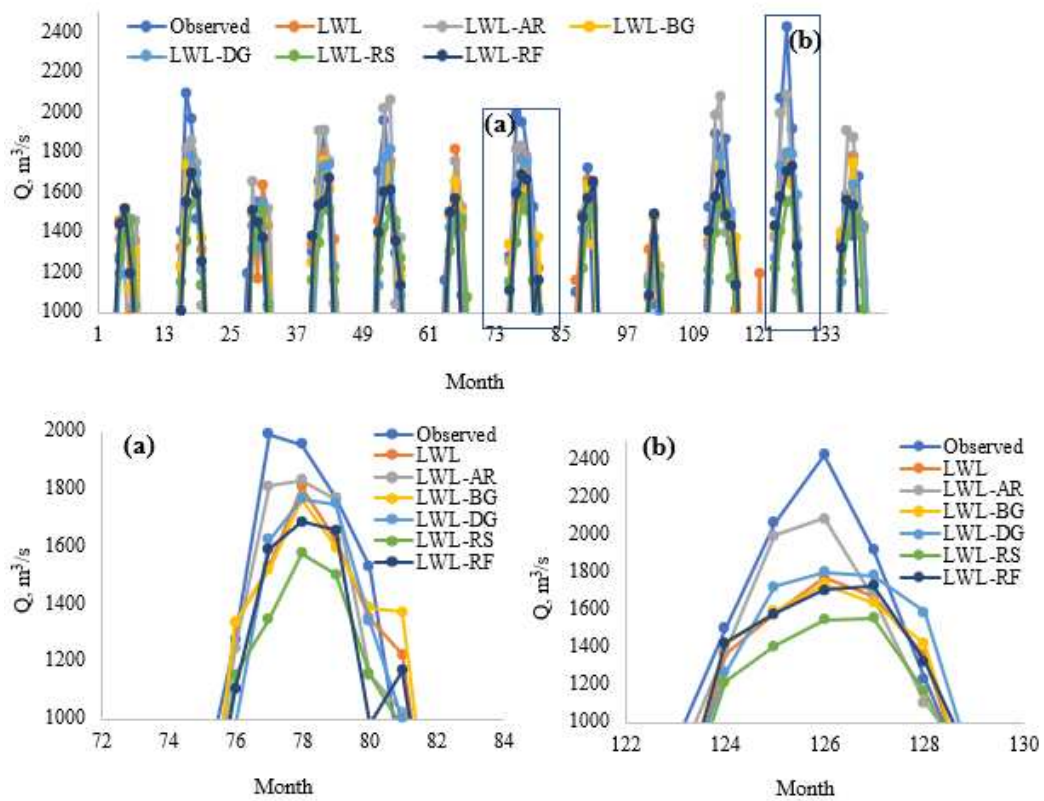 2400
2200
2000
1800
1600
1400
1200
1000
Q, m³/s
Observed LWL LWL-AR LWL-BG
LWL-DG LWL-RS LWL-RF
(a)
(b)
1 13 25 37 49 61 73 85 97 109 121 133
Month
(a)
2000
1800
1600
1400
1200
1000
Q, m³/s
Observed
LWL
LWL-AR
LWL-BG
LWL-DG
LWL-RS
LWL-RF
72 74 76 78 80 82 84
Month
(b)
2400
2200
2000
1800
1600
1400
1200
1000
Q, m³/s
Observed
LWL
LWL-AR
LWL-BG
LWL-DG
LWL-RS
LWL-RF
122 124 126 128 130
Month